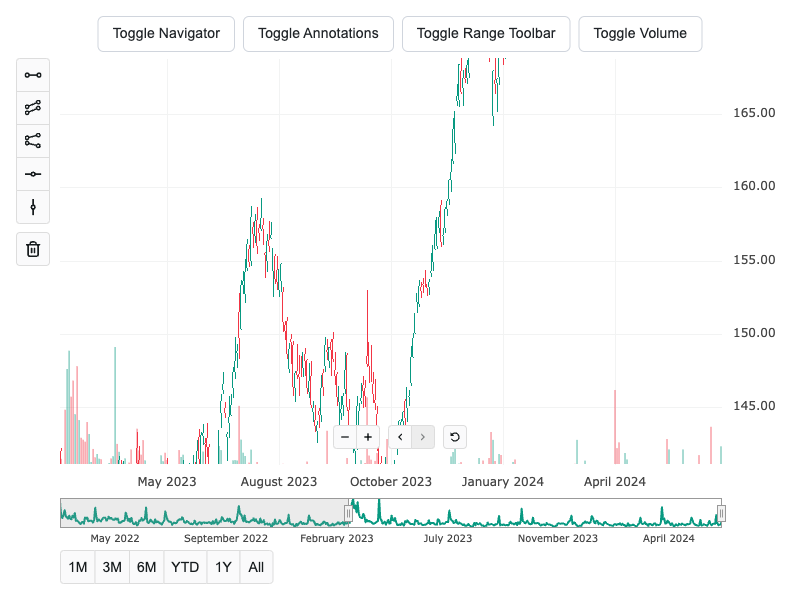 Toggle Navigator Toggle Annotations Toggle Range Toolbar Toggle Volume
165.00
160.00
155.00
150.00
145.00
May 2023 August 2023 October 2023 January 2024 April 2024
May 2022 September 2022 February 2023 July 2023 November 2023 April 2024
1M 3M 6M YTD 1Y All